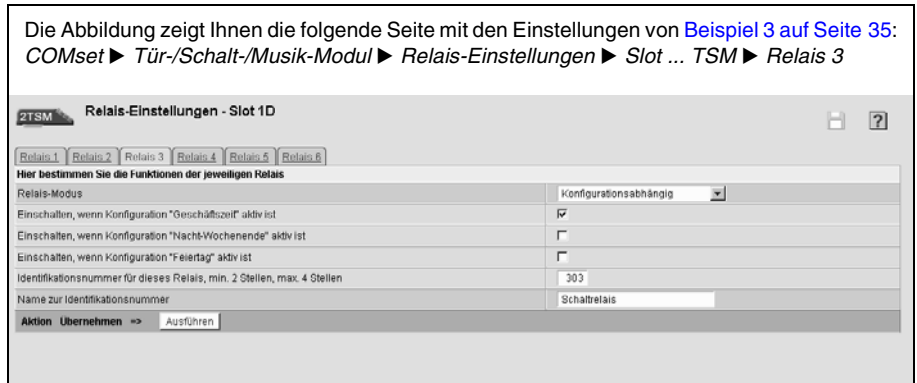 Die Abbildung zeigt Ihnen die folgende Seite mit den Einstellungen von Beispiel 3 auf Seite 35:
COMset ► Tür-/Schalt-/Musik-Modul ► Relais-Einstellungen ► Slot ... TSM ► Relais 3
2TSM Relais-Einstellungen - Slot 1D ?
Relais 1 Relais 2 Relais 3 Relais 4 Relais 5 Relais 6
Hier bestimmen Sie die Funktionen der jeweiligen Relais
Relais-Modus Konfigurationsabhängig
Einschalten, wenn Konfiguration "Geschäftszeit" aktiv ist
Einschalten, wenn Konfiguration "Nacht-Wochenende" aktiv ist
Einschalten, wenn Konfiguration "Feiertag" aktiv ist
Identifikationsnummer für dieses Relais, min. 2 Stellen, max. 4 Stellen 303
Name zur Identifikationsnummer Schaltrelais
Aktion Übernehmen => Ausführen